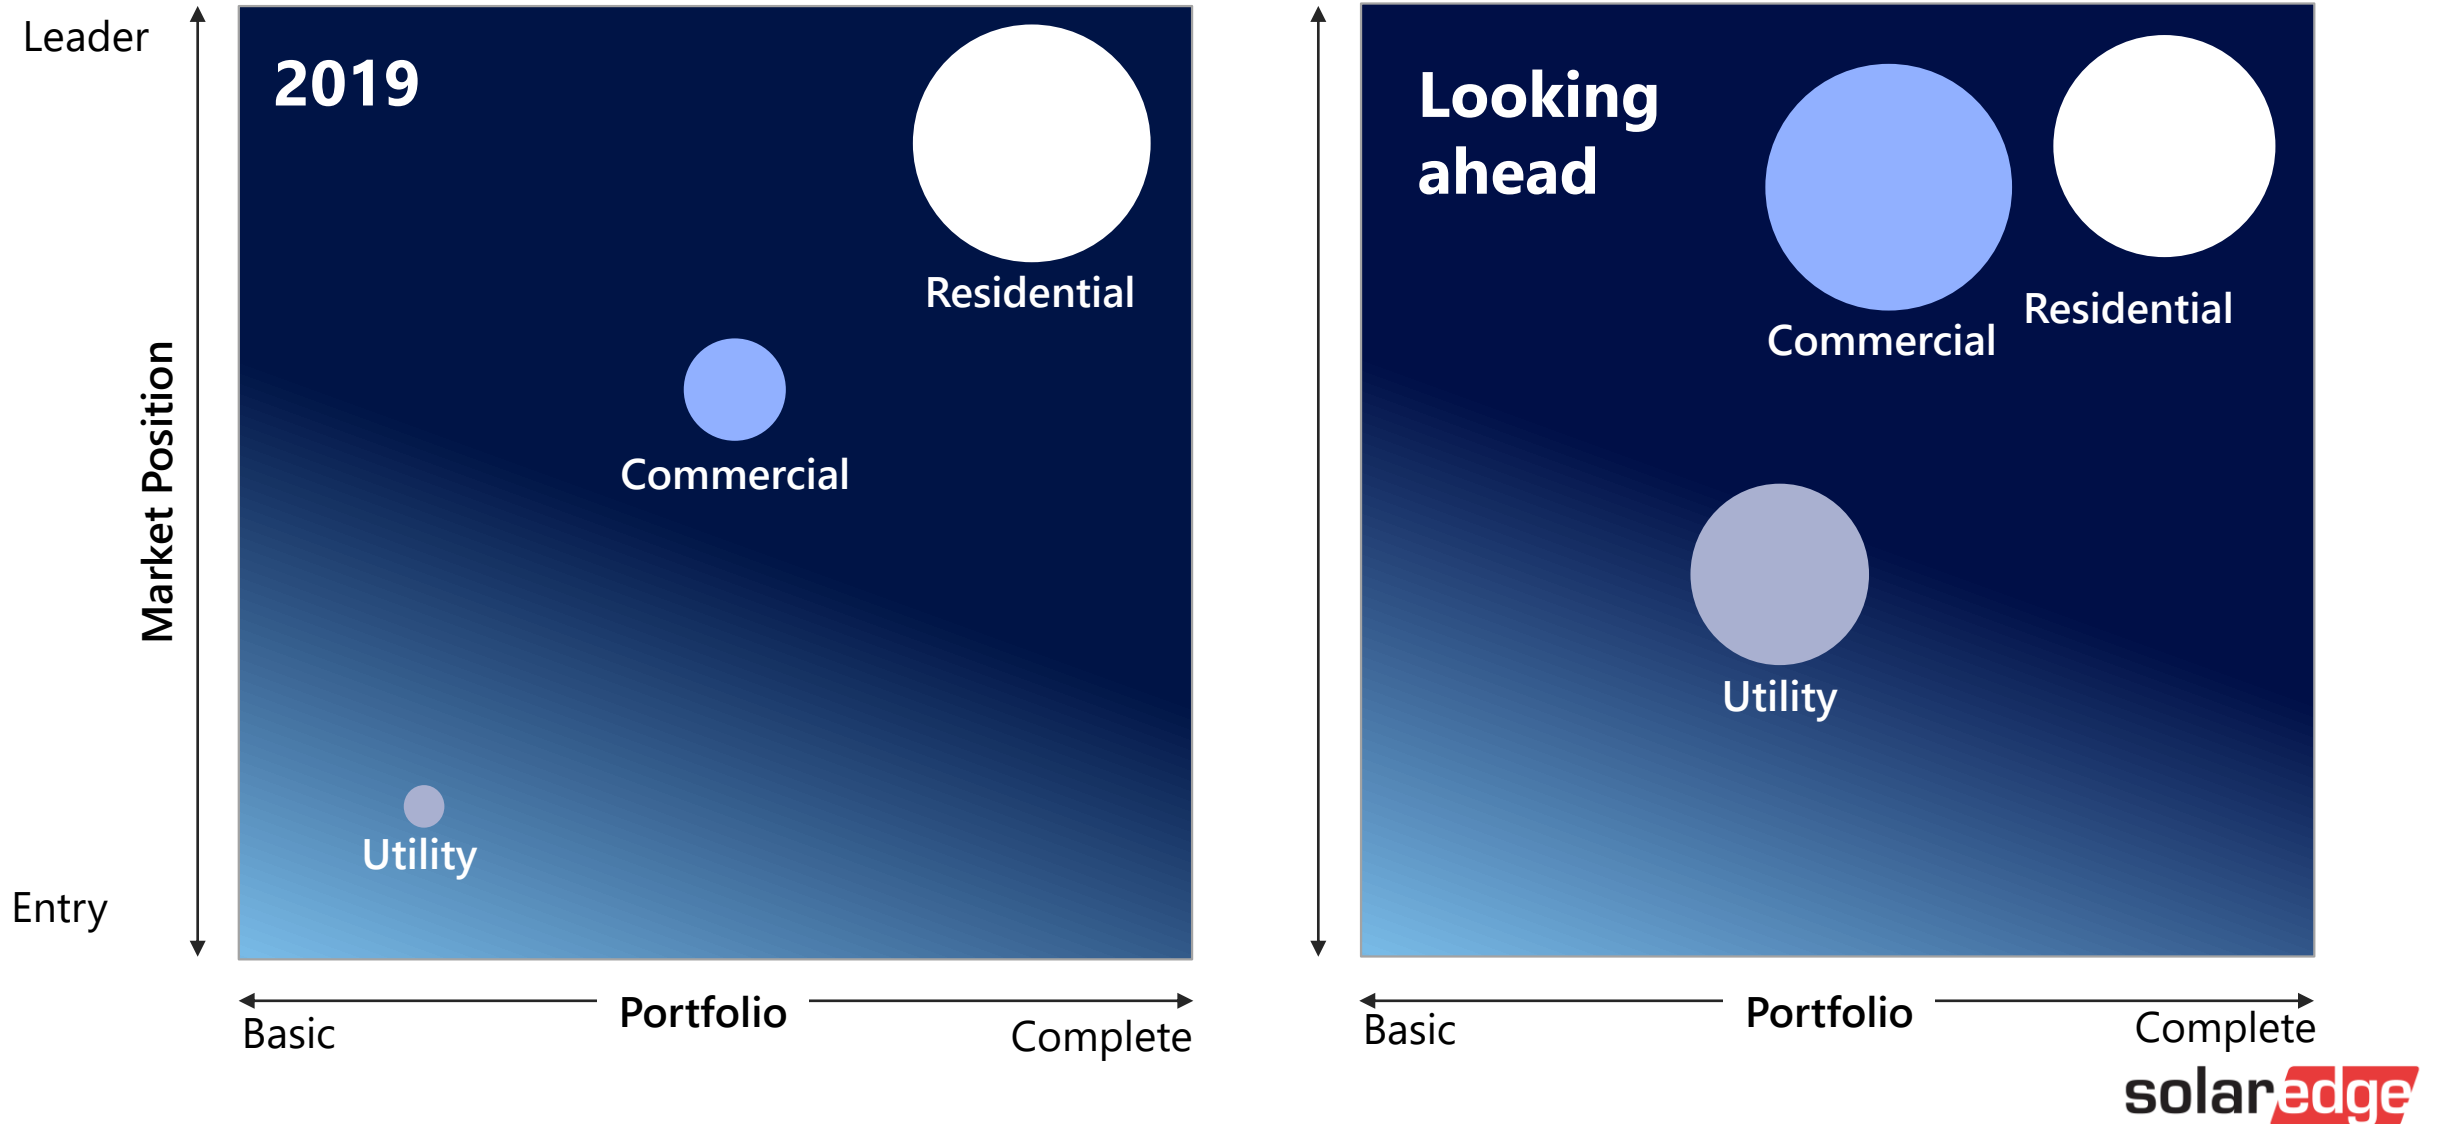 Leader
2019
Residential
Commercial
Market Position
Utility
Entry
Basic
Portfolio
Complete
Looking
ahead
Residential
Commercial
Utility
Basic
Portfolio
Complete
solaredge